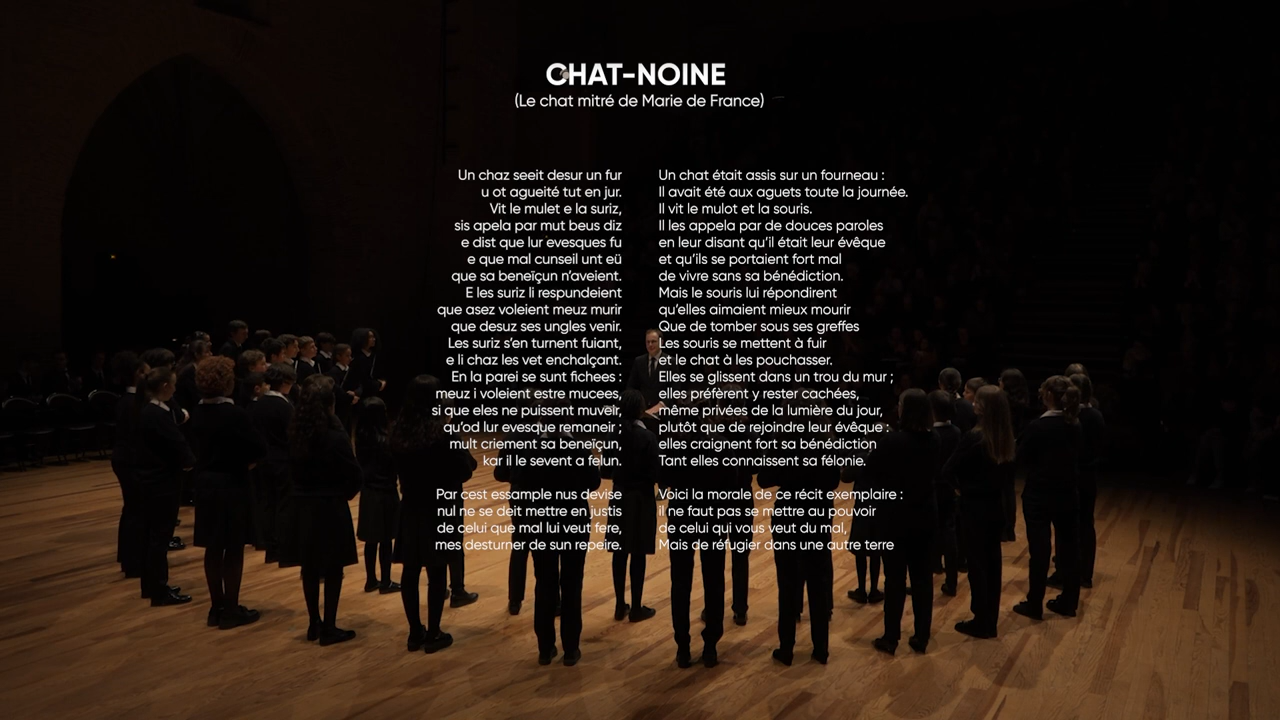 CHAT-NOINE
(Le chat mitré de Marie de France)
Un chaz seeit desur un fur
u ot agueité tut en jur.
Vit le mulet e la suriz,
sis apela par mut beus diz
e dist que lur evesques fu
e que mal cunseil unt eü
que sa beneïçun n’aveient.
E les suriz li respundeient
que asez voleient meuz murir
que desuz ses ungles venir.
Les suriz s’en turnent fuiant,
e li chaz les vet enchalçant.
En la parei se sunt fichees :
meuz i voleient estre mucees,
si que eles ne puissent muveir,
qu’od lur evesque remaneir ;
mult criement sa beneïçun,
kar il le sevent a felun.
Par cest essample nus devise
nul ne se deit mettre en justis
de celui que mal lui veut fere,
mes desturner de sun repeire.
Un chat était assis sur un fourneau :
Il avait été aux aguets toute la journée.
Il vit le mulot et la souris.
Il les appela par de douces paroles
en leur disant qu’il était leur évêque
et qu’ils se portaient fort mal
de vivre sans sa bénédiction.
Mais le souris lui répondirent
qu’elles aimaient mieux mourir
Que de tomber sous ses greffes
Les souris se mettent à fuir
et le chat à les pouchasser.
Elles se glissent dans un trou du mur ;
elles préfèrent y rester cachées,
même privées de la lumière du jour,
plutôt que de rejoindre leur évêque :
elles craignent fort sa bénédiction
Tant elles connaissent sa félonie.
Voici la morale de ce récit exemplaire :
il ne faut pas se mettre au pouvoir
de celui qui vous veut du mal,
Mais de réfugier dans une autre terre